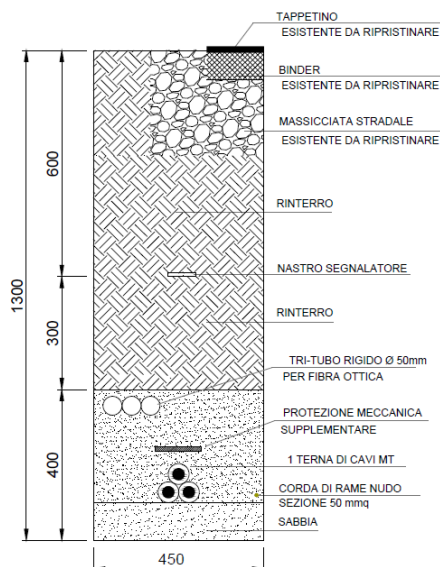 TAPPETINO
ESISTENTE DA RIPRISTINARE
BINDER
ESISTENTE DA RIPRISTINARE
MASSICCIATA STRADALE
ESISTENTE DA RIPRISTINARE
600
RINTERRO
NASTRO SEGNALATORE
1300
300
RINTERRO
TRI-TUBO RIGIDO Ø 50mm
PER FIBRA OTTICA
PROTEZIONE MECCANICA
SUPPLEMENTARE
400
1 TERNA DI CAVI MT
CORDA DI RAME NUDO
SEZIONE 50 mmq
SABBIA
450